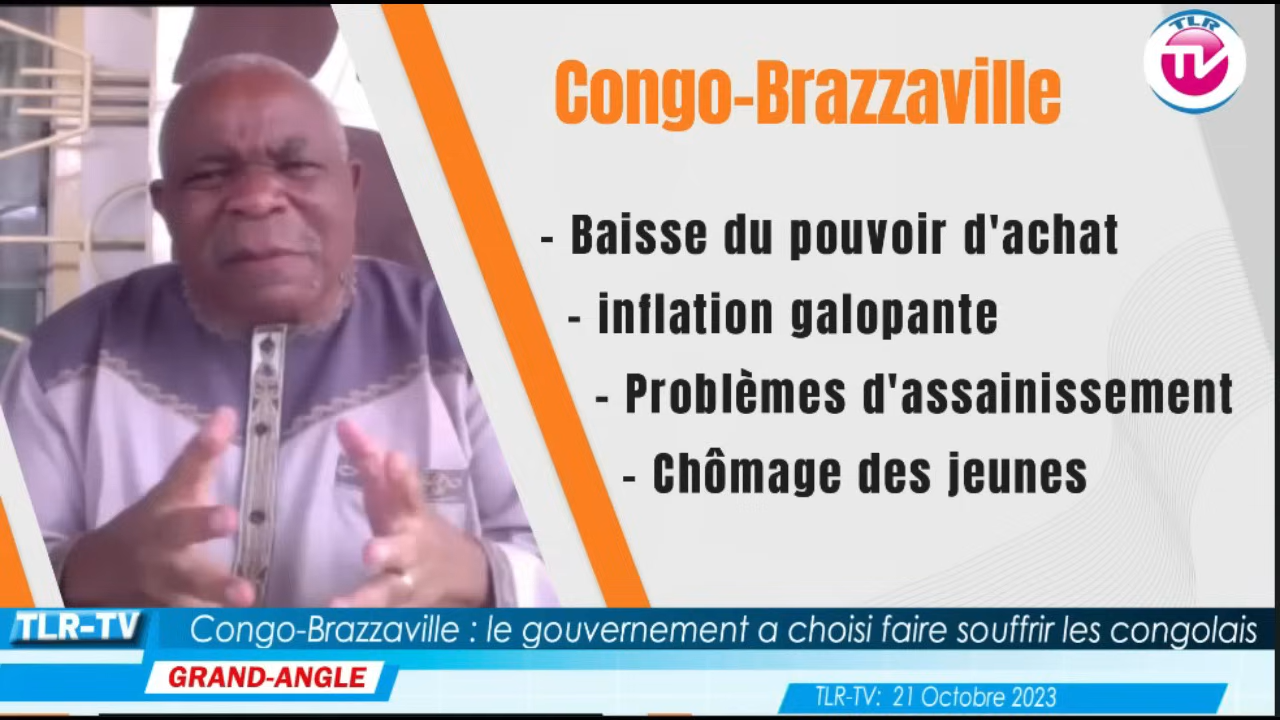 TLR
TV
Congo-Brazzaville
- Baisse du pouvoir d'achat
- inflation galopante
- Problèmes d'assainissement
- Chômage des jeunes
TLR-TV
Congo-Brazzaville : le gouvernement a choisi faire souffrir les congolais
GRAND-ANGLE
TLR-TV: 21 Octobre 2023